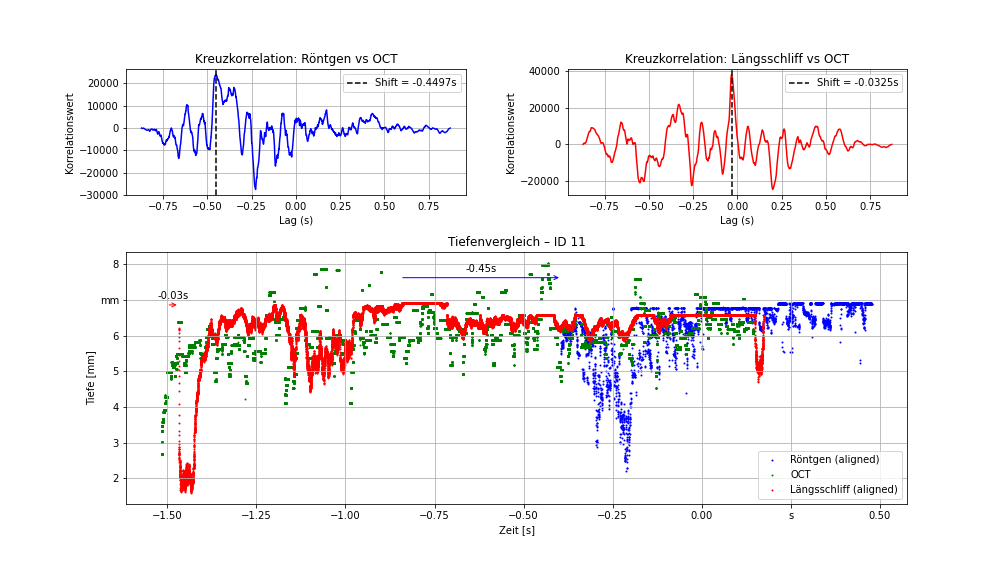 Kreuzkorrelation: Röntgen vs OCT
Korrelationswert
20000
10000
0
−10000
−20000
−30000
Shift = -0.4497s
−0.75
−0.50
−0.25
0.00
0.25
0.50
0.75
Lag (s)
Kreuzkorrelation: Längsschliff vs OCT
Korrelationswert
40000
20000
0
−20000
Shift = -0.0325s
−0.75
−0.50
−0.25
0.00
0.25
0.50
0.75
Lag (s)
Tiefenvergleich – ID 11
Tiefe [mm]
8
mm
6
5
4
3
2
-0.03s
-0.45s
Röntgen (aligned)
OCT
Längsschliff (aligned)
−1.50
−1.25
−1.00
−0.75
−0.50
−0.25
0.00
s
0.50
Zeit [s]